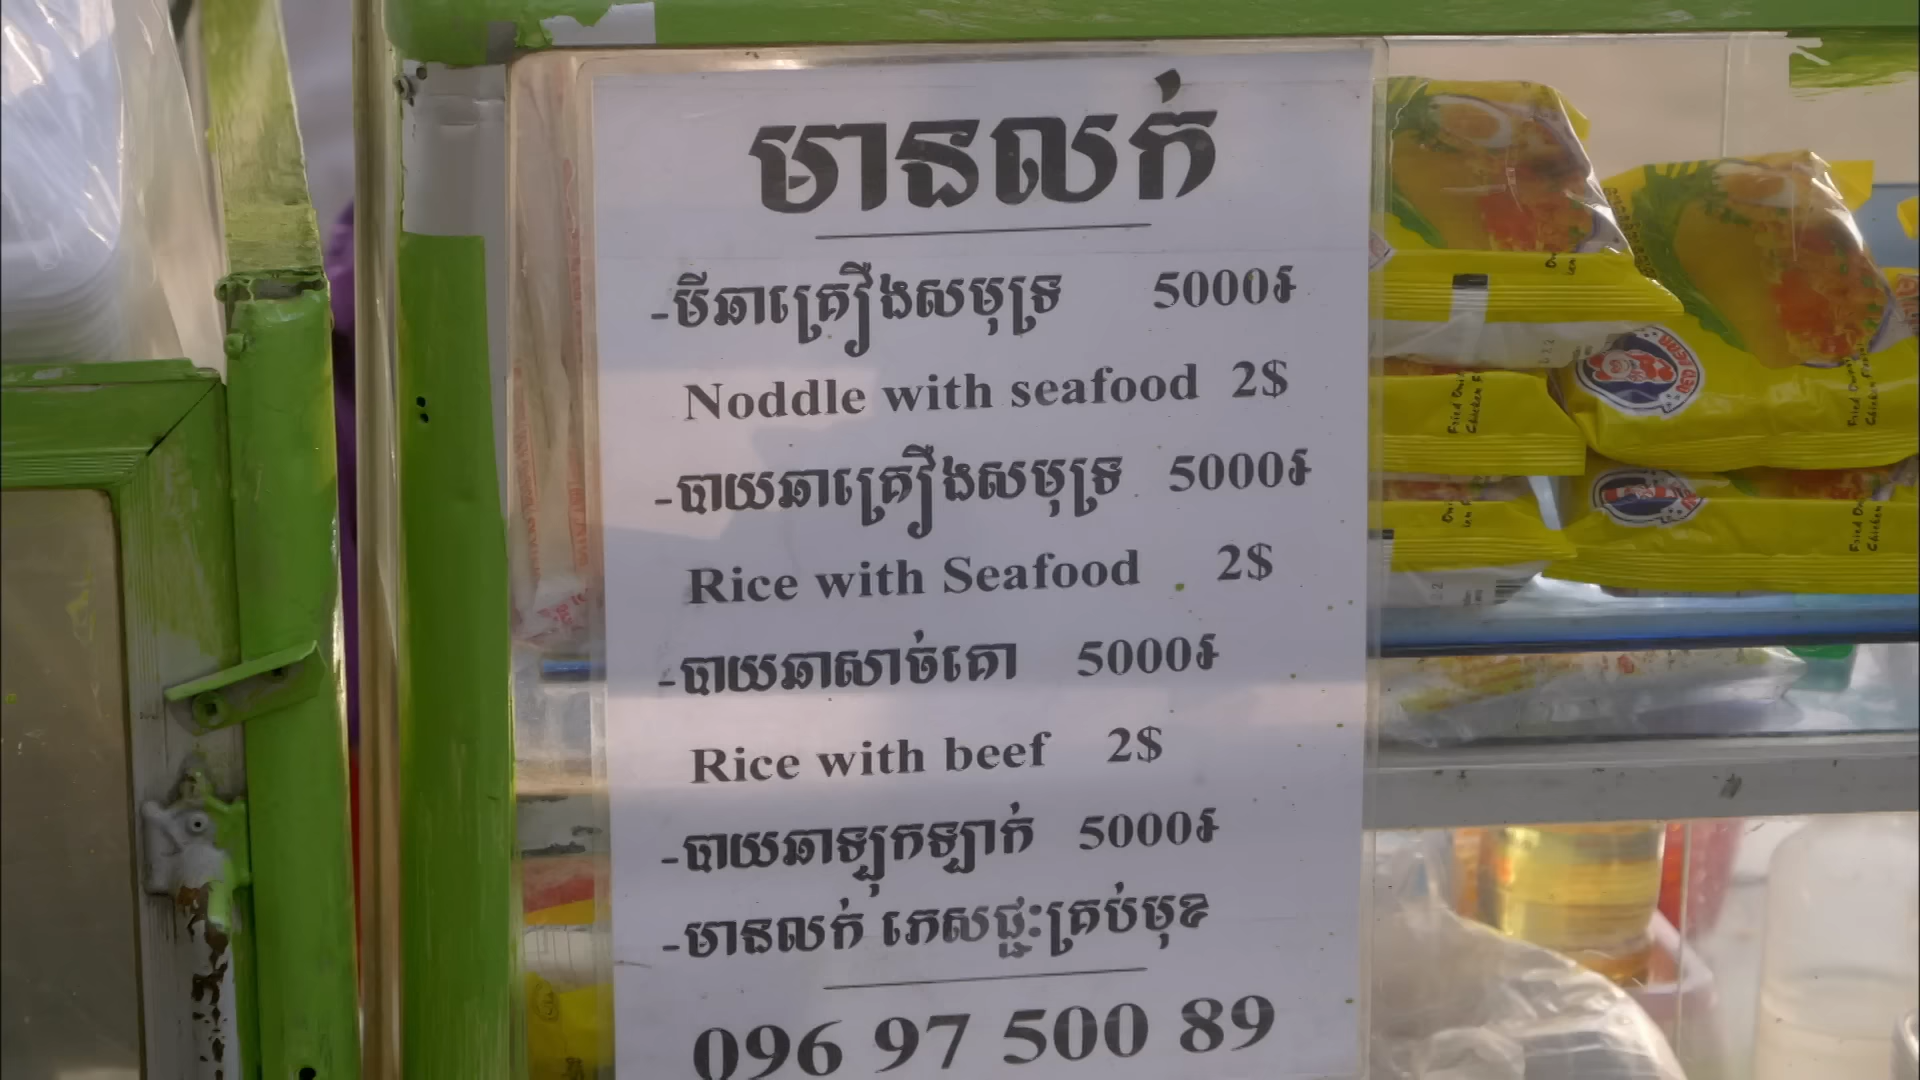 មានលក់
-មីឆាគ្រឿងសមុទ្រ 5000៛
Noddle with seafood 2$
-បាយឆាគ្រឿងសមុទ្រ 5000៛
Rice with Seafood 2$
-បាយឆាសាច់គោ 5000៛
Rice with beef 2$
-បាយឆាឡុកឡាក់ 5000៛
-មានលក់ ភេសជ្ជៈគ្រប់មុខ
096 97 500 89